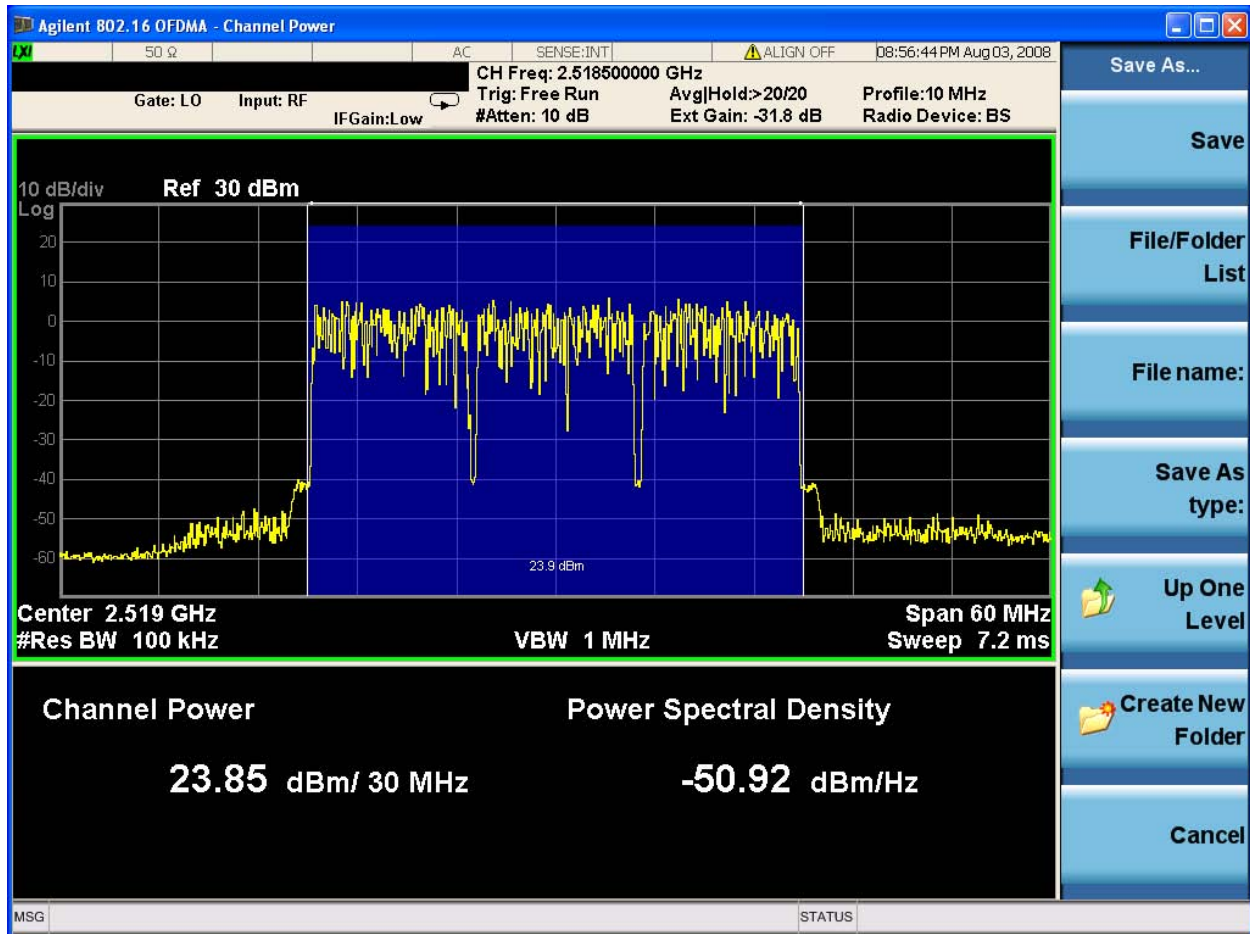 Agilent 802.16 OFDMA - Channel Power
LXI 50 Ω AC SENSE:INT ALIGN OFF 08:56:44 PM Aug 03, 2008
CH Freq: 2.518500000 GHz
Gate: LO Input: RF Trig: Free Run Avg|Hold:>20/20 Profile:10 MHz
IFGain:Low #Atten: 10 dB Ext Gain: -31.8 dB Radio Device: BS
10 dB/div Ref 30 dBm
Log
20
10
0
-10
-20
-30
-40
-50
-60
23.9 dBm
Center 2.519 GHz Span 60 MHz
#Res BW 100 kHz VBW 1 MHz Sweep 7.2 ms
Channel Power Power Spectral Density
23.85 dBm/ 30 MHz -50.92 dBm/Hz
MSG STATUS
Save As...
Save
File/Folder
List
File name:
Save As
type:
Up One
Level
Create New
Folder
Cancel